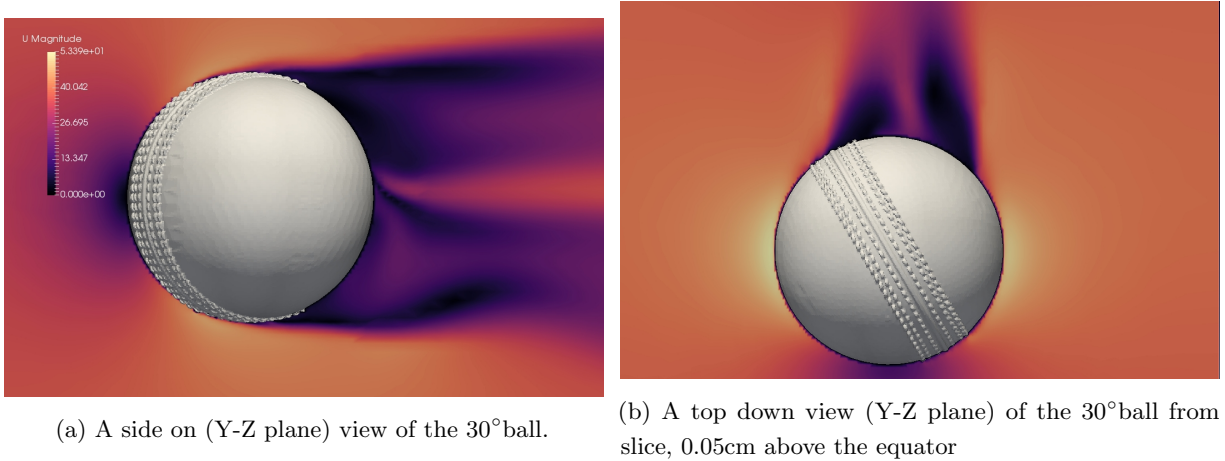 U Magnitude
5.339e+01
40.042
26.695
13.347
0.000e+00
(a) A side on (Y-Z plane) view of the 30°ball.
(b) A top down view (Y-Z plane) of the 30°ball from
slice, 0.05cm above the equator